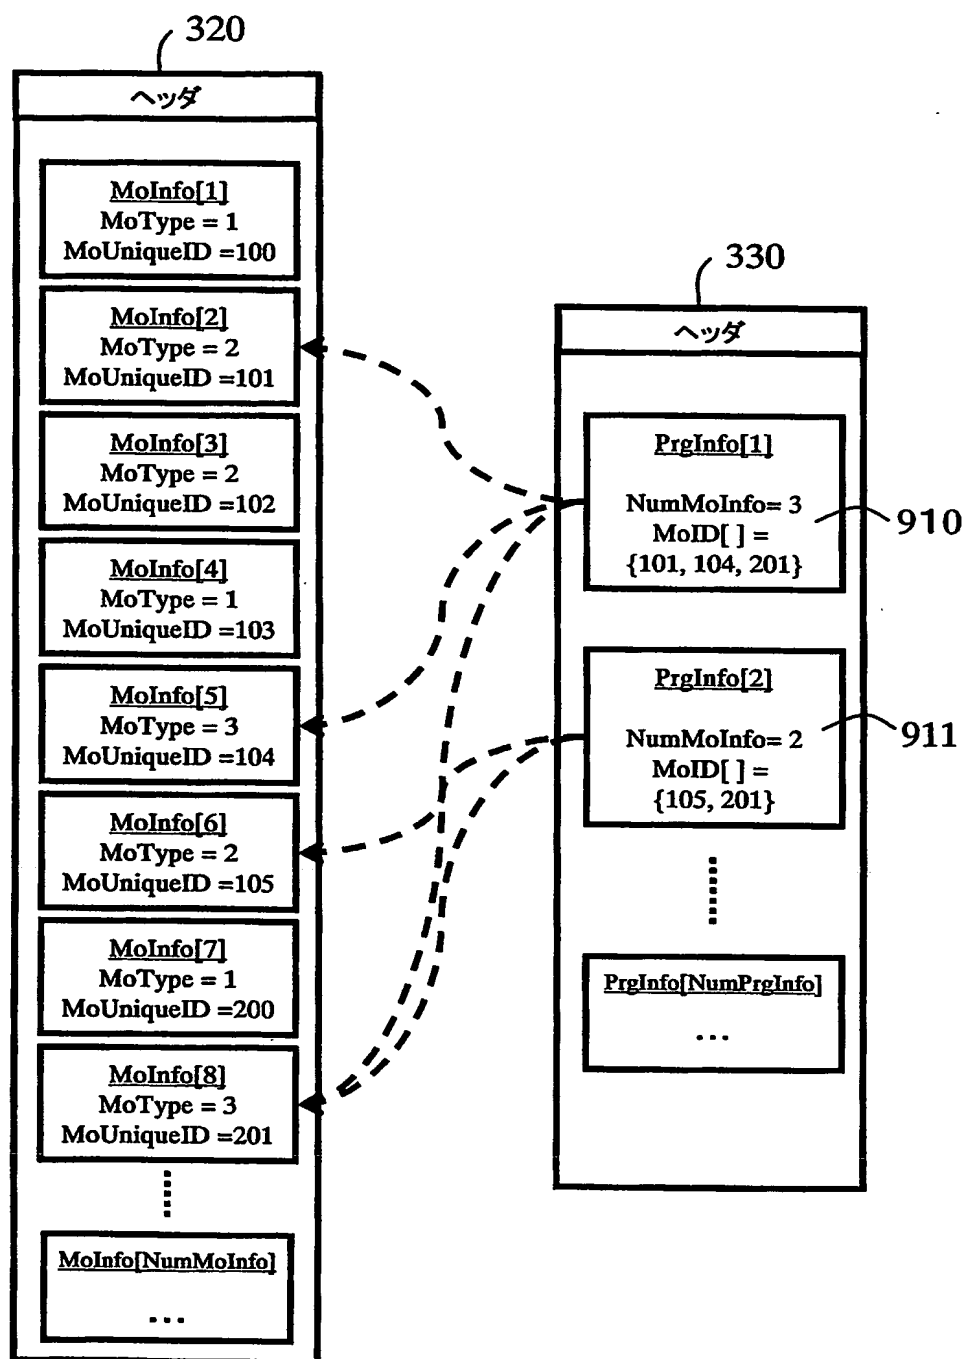 320
ヘッダ
MoInfo[1]
MoType = 1
MoUniqueID =100
MoInfo[2]
MoType = 2
MoUniqueID =101
MoInfo[3]
MoType = 2
MoUniqueID =102
MoInfo[4]
MoType = 1
MoUniqueID =103
MoInfo[5]
MoType = 3
MoUniqueID =104
MoInfo[6]
MoType = 2
MoUniqueID =105
MoInfo[7]
MoType = 1
MoUniqueID =200
MoInfo[8]
MoType = 3
MoUniqueID =201
MoInfo[NumMoInfo]
...
330
ヘッダ
PrgInfo[1]
NumMoInfo= 3
MoID[ ] =
{101, 104, 201}
910
PrgInfo[2]
NumMoInfo= 2
MoID[ ] =
{105, 201}
911
PrgInfo[NumPrgInfo]
...